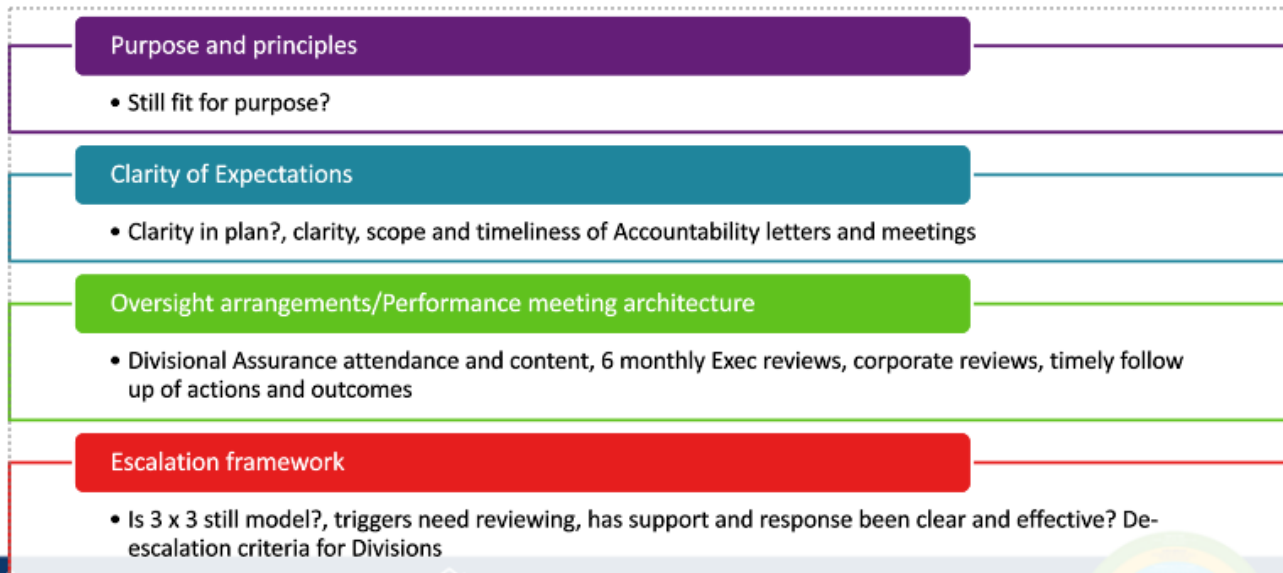 Purpose and principles
• Still fit for purpose?
Clarity of Expectations
• Clarity in plan?, clarity, scope and timeliness of Accountability letters and meetings
Oversight arrangements/Performance meeting architecture
• Divisional Assurance attendance and content, 6 monthly Exec reviews, corporate reviews, timely follow
up of actions and outcomes
Escalation framework
• Is 3 x 3 still model?, triggers need reviewing, has support and response been clear and effective? De-
escalation criteria for Divisions